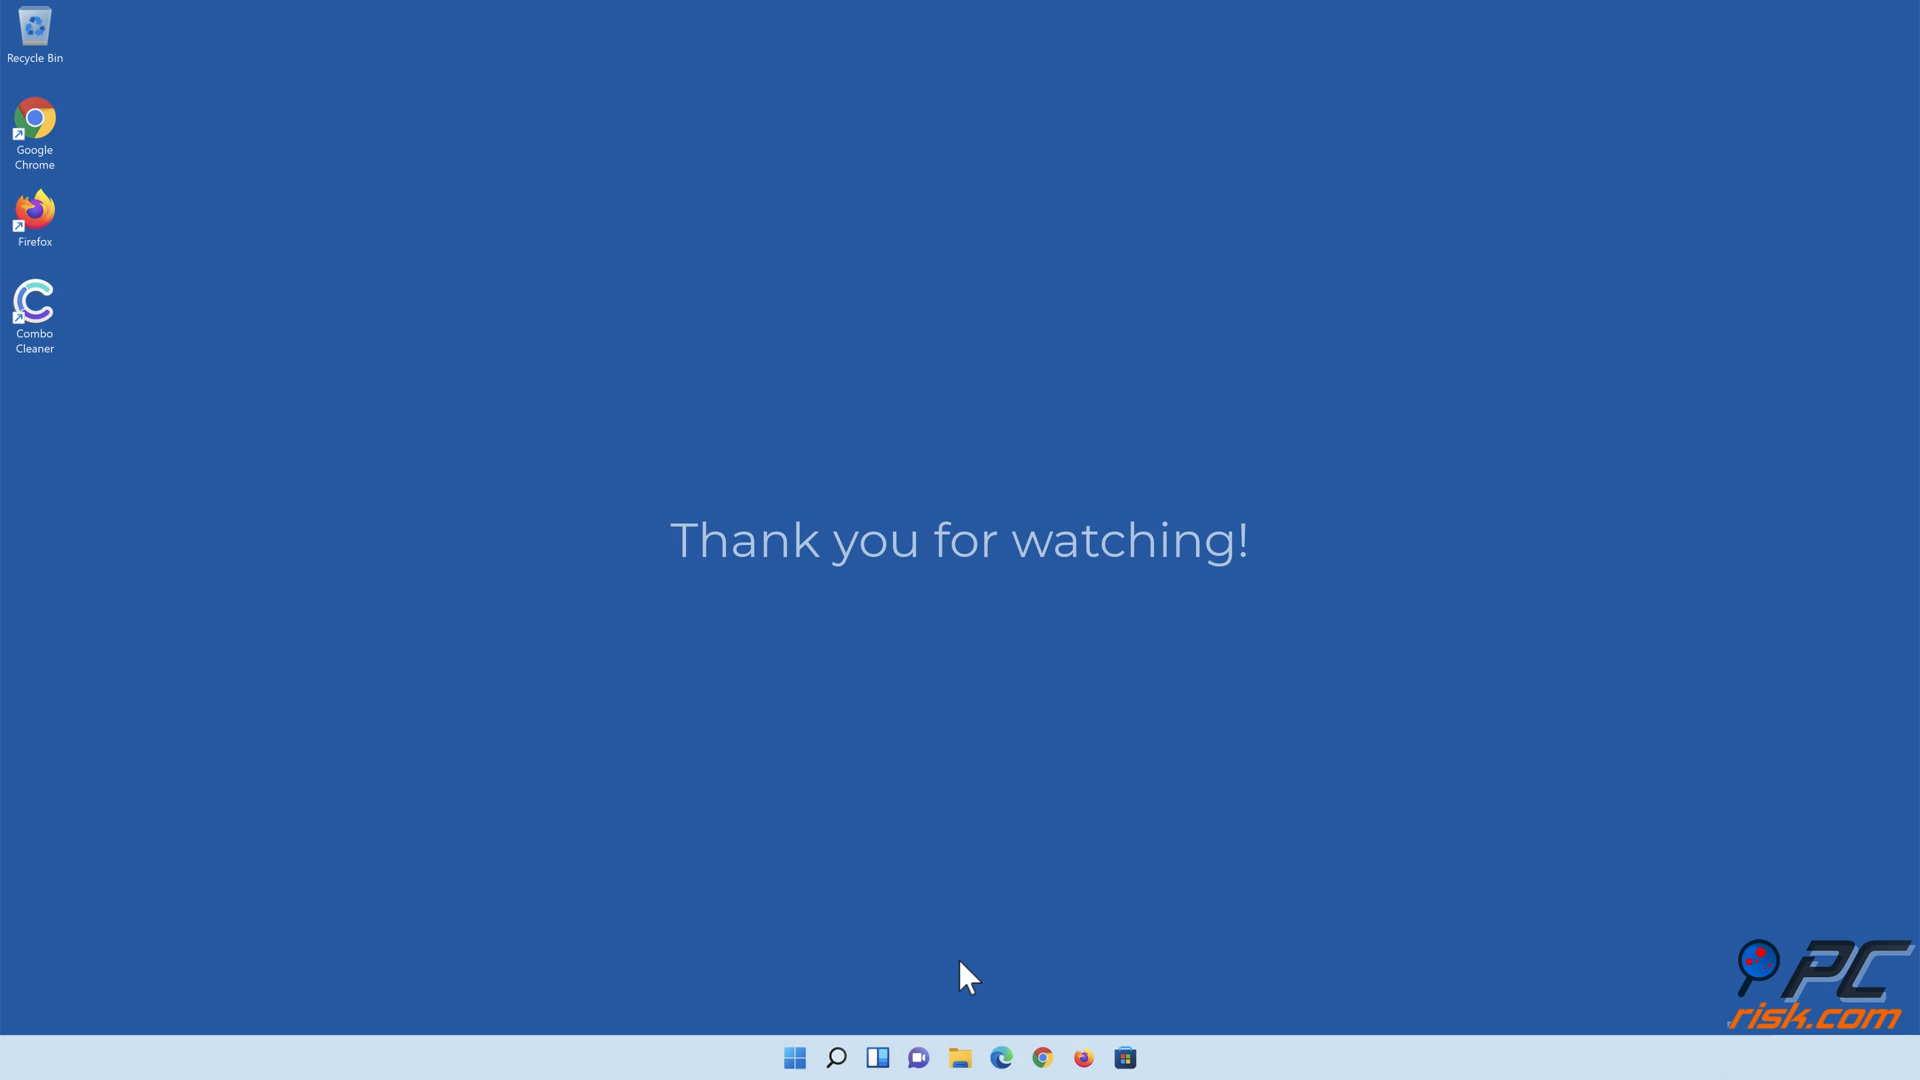 Recycle Bin
Google
Chrome
Firefox
Combo
Cleaner
Thank you for watching!
PC
risk.com